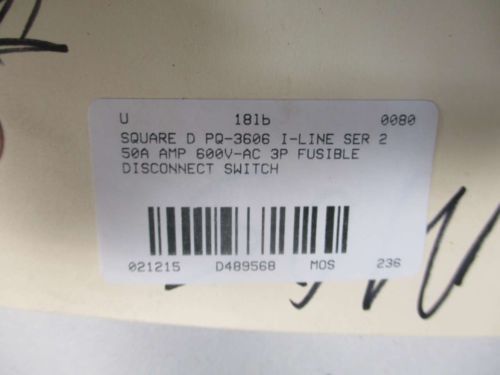 U 18lb 0080
SQUARE D PQ-3606 I-LINE SER 2
50A AMP 600V-AC 3P FUSIBLE
DISCONNECT SWITCH
021215 D489568 MOS 236